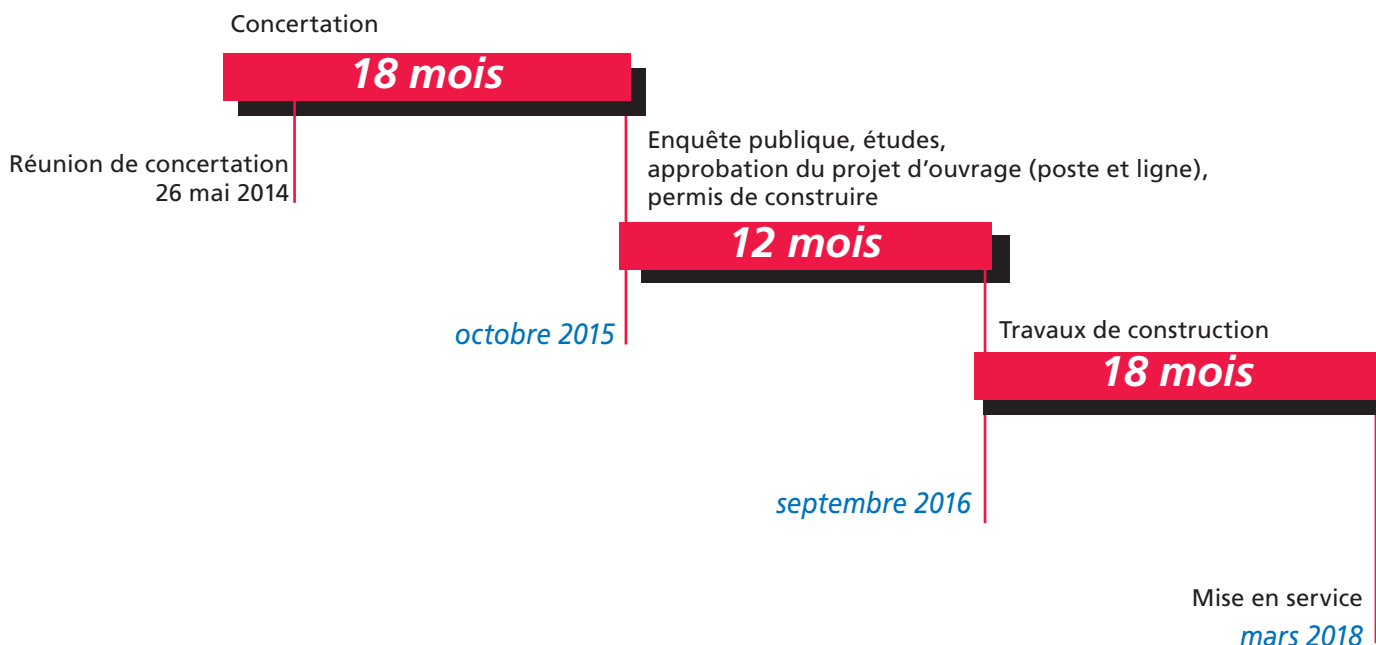 Concertation
18 mois
Réunion de concertation
26 mai 2014
Enquête publique, études,
approbation du projet d’ouvrage (poste et ligne),
permis de construire
12 mois
octobre 2015
Travaux de construction
18 mois
septembre 2016
Mise en service
mars 2018